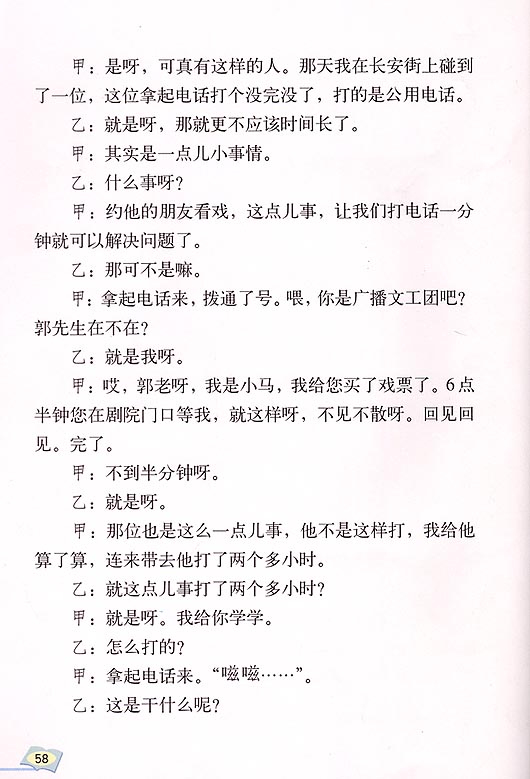 甲：是呀，可真有这样的人。那天我在长安街上碰到
了一位，这位拿起电话打个没完没了，打的是公用电话。
乙：就是呀，那就更不应该时间长了。
甲：其实是一点儿小事情。
乙：什么事呀？
甲：约他的朋友看戏，这点儿事，让我们打电话一分
钟就可以解决问题了。
乙：那可不是嘛。
甲：拿起电话来，拨通了号。喂，你是广播文工团吧？
郭先生在不在？
乙：就是我呀。
甲：哎，郭老呀，我是小马，我给您买了戏票了。6点
半钟您在剧院门口等我，就这样呀，不见不散呀。回见回
见。完了。
甲：不到半分钟呀。
乙：就是呀。
甲：那位也是这么一点儿事，他不是这样打，我给他
算了算，连来带去他打了两个多小时。
乙：就这点儿事打了两个多小时？
甲：就是呀。我给你学学。
乙：怎么打的？
甲：拿起电话来。“嗞嗞……”。
乙：这是干什么呢？
58